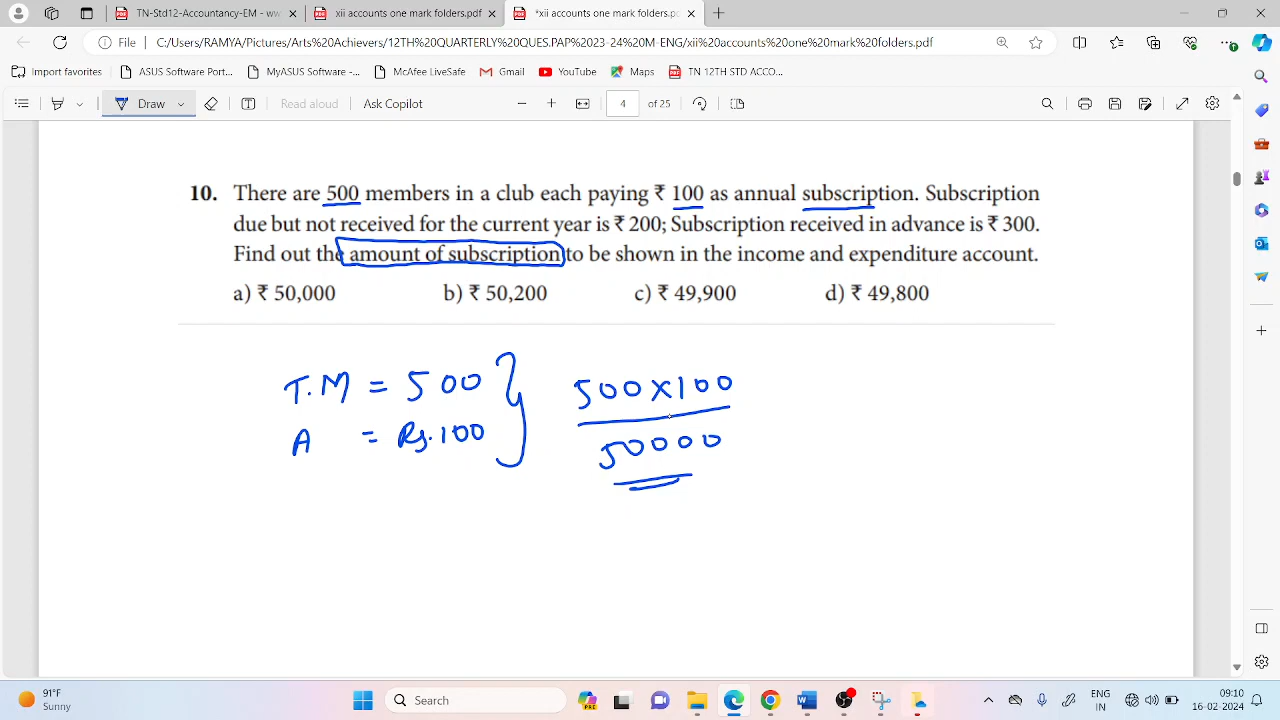 TN-Std12-Accountancy-EM - ww
xii accounts one mark folders.pdf
*xii accounts one mark folders.pd
File
C:/Users/RAMYA/Pictures/Arts%20Achievers/12TH%20QUARTERLY%20QUES.PAP%2023-24%20M-ENG/xii%20accounts%20one%20mark%20folders.pdf
Import favorites
ASUS Software Port...
MyASUS Software -...
McAfee LiveSafe
Gmail
YouTube
Maps
TN 12TH STD ACCO...
Draw
Read aloud
Ask Copilot
4 of 25
10. There are 500 members in a club each paying ₹ 100 as annual subscription. Subscription
due but not received for the current year is ₹ 200; Subscription received in advance is ₹ 300.
Find out the amount of subscription to be shown in the income and expenditure account.
a) ₹ 50,000 b) ₹ 50,200 c) ₹ 49,900 d) ₹ 49,800
T.M = 500
A = Rs.100
500x100
50000
91°F
Sunny
Search
ENG
IN
09:10
16-02-2024